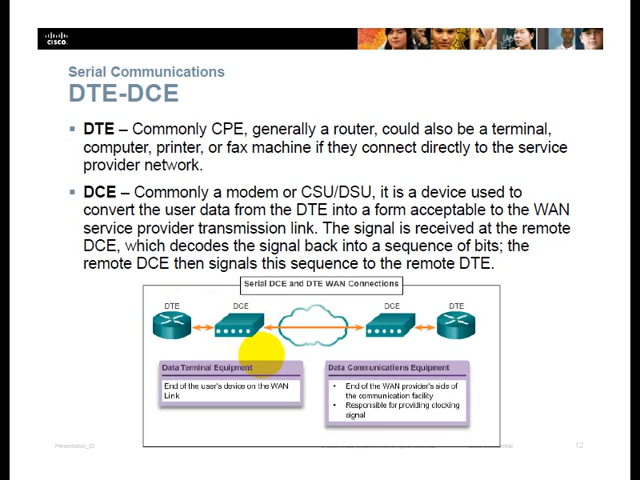 CISCO
Serial Communications
DTE-DCE
DTE – Commonly CPE, generally a router, could also be a terminal,
computer, printer, or fax machine if they connect directly to the service
provider network.
DCE – Commonly a modem or CSU/DSU, it is a device used to
convert the user data from the DTE into a form acceptable to the WAN
service provider transmission link. The signal is received at the remote
DCE, which decodes the signal back into a sequence of bits; the
remote DCE then signals this sequence to the remote DTE.
Serial DCE and DTE WAN Connections
DTE DCE DCE DTE
Data Terminal Equipment
End of the user's device on the WAN
Link
Data Communications Equipment
• End of the WAN provider's side of
the communication facility
• Responsible for providing clocking
signal
Presentation_ID
12